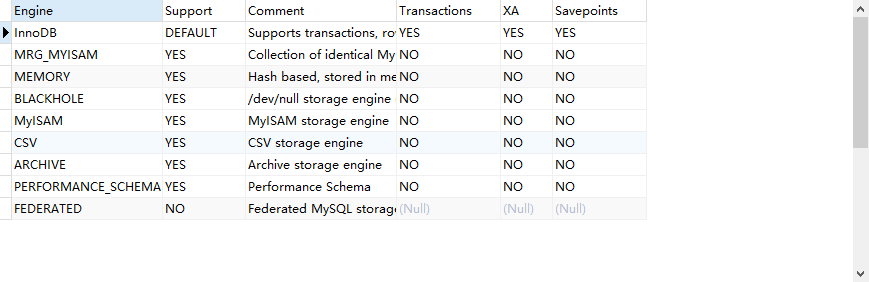 Engine Support Comment Transactions XA Savepoints
InnoDB DEFAULT Supports transactions, YES YES YES
MRG_MYISAM YES Collection of identical My NO NO NO
MEMORY YES Hash based, stored in me NO NO NO
BLACKHOLE YES /dev/null storage engine NO NO NO
MyISAM YES MyISAM storage engine NO NO NO
CSV YES CSV storage engine NO NO NO
ARCHIVE YES Archive storage engine NO NO NO
PERFORMANCE_SCHEMA YES Performance Schema NO NO NO
FEDERATED NO Federated MySQL storag (Null) (Null) (Null)